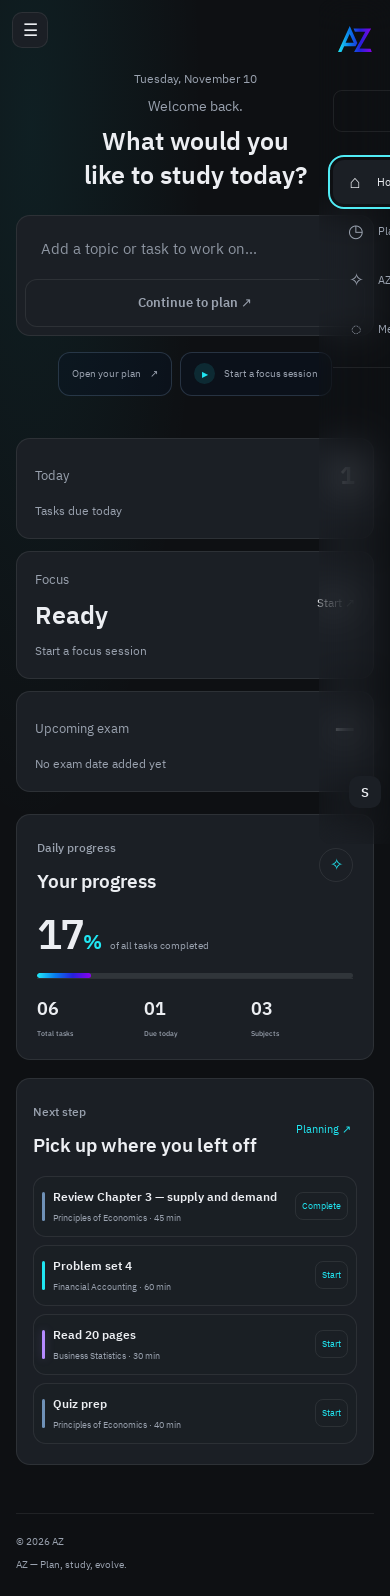 AZ
Tuesday, November 10
Welcome back.
What would you
like to study today?
Add a topic or task to work on...
Continue to plan ↗
Open your plan ↗
▶ Start a focus session
Ho
Pla
AZ
Me
Today
1
Tasks due today
Focus
Ready
Start ↗
Start a focus session
Upcoming exam
—
No exam date added yet
S
Daily progress
Your progress
17% of all tasks completed
06
01
03
Total tasks
Due today
Subjects
Next step
Planning ↗
Pick up where you left off
Review Chapter 3 — supply and demand
Principles of Economics · 45 min
Complete
Problem set 4
Financial Accounting · 60 min
Start
Read 20 pages
Business Statistics · 30 min
Start
Quiz prep
Principles of Economics · 40 min
Start
© 2026 AZ
AZ — Plan, study, evolve.